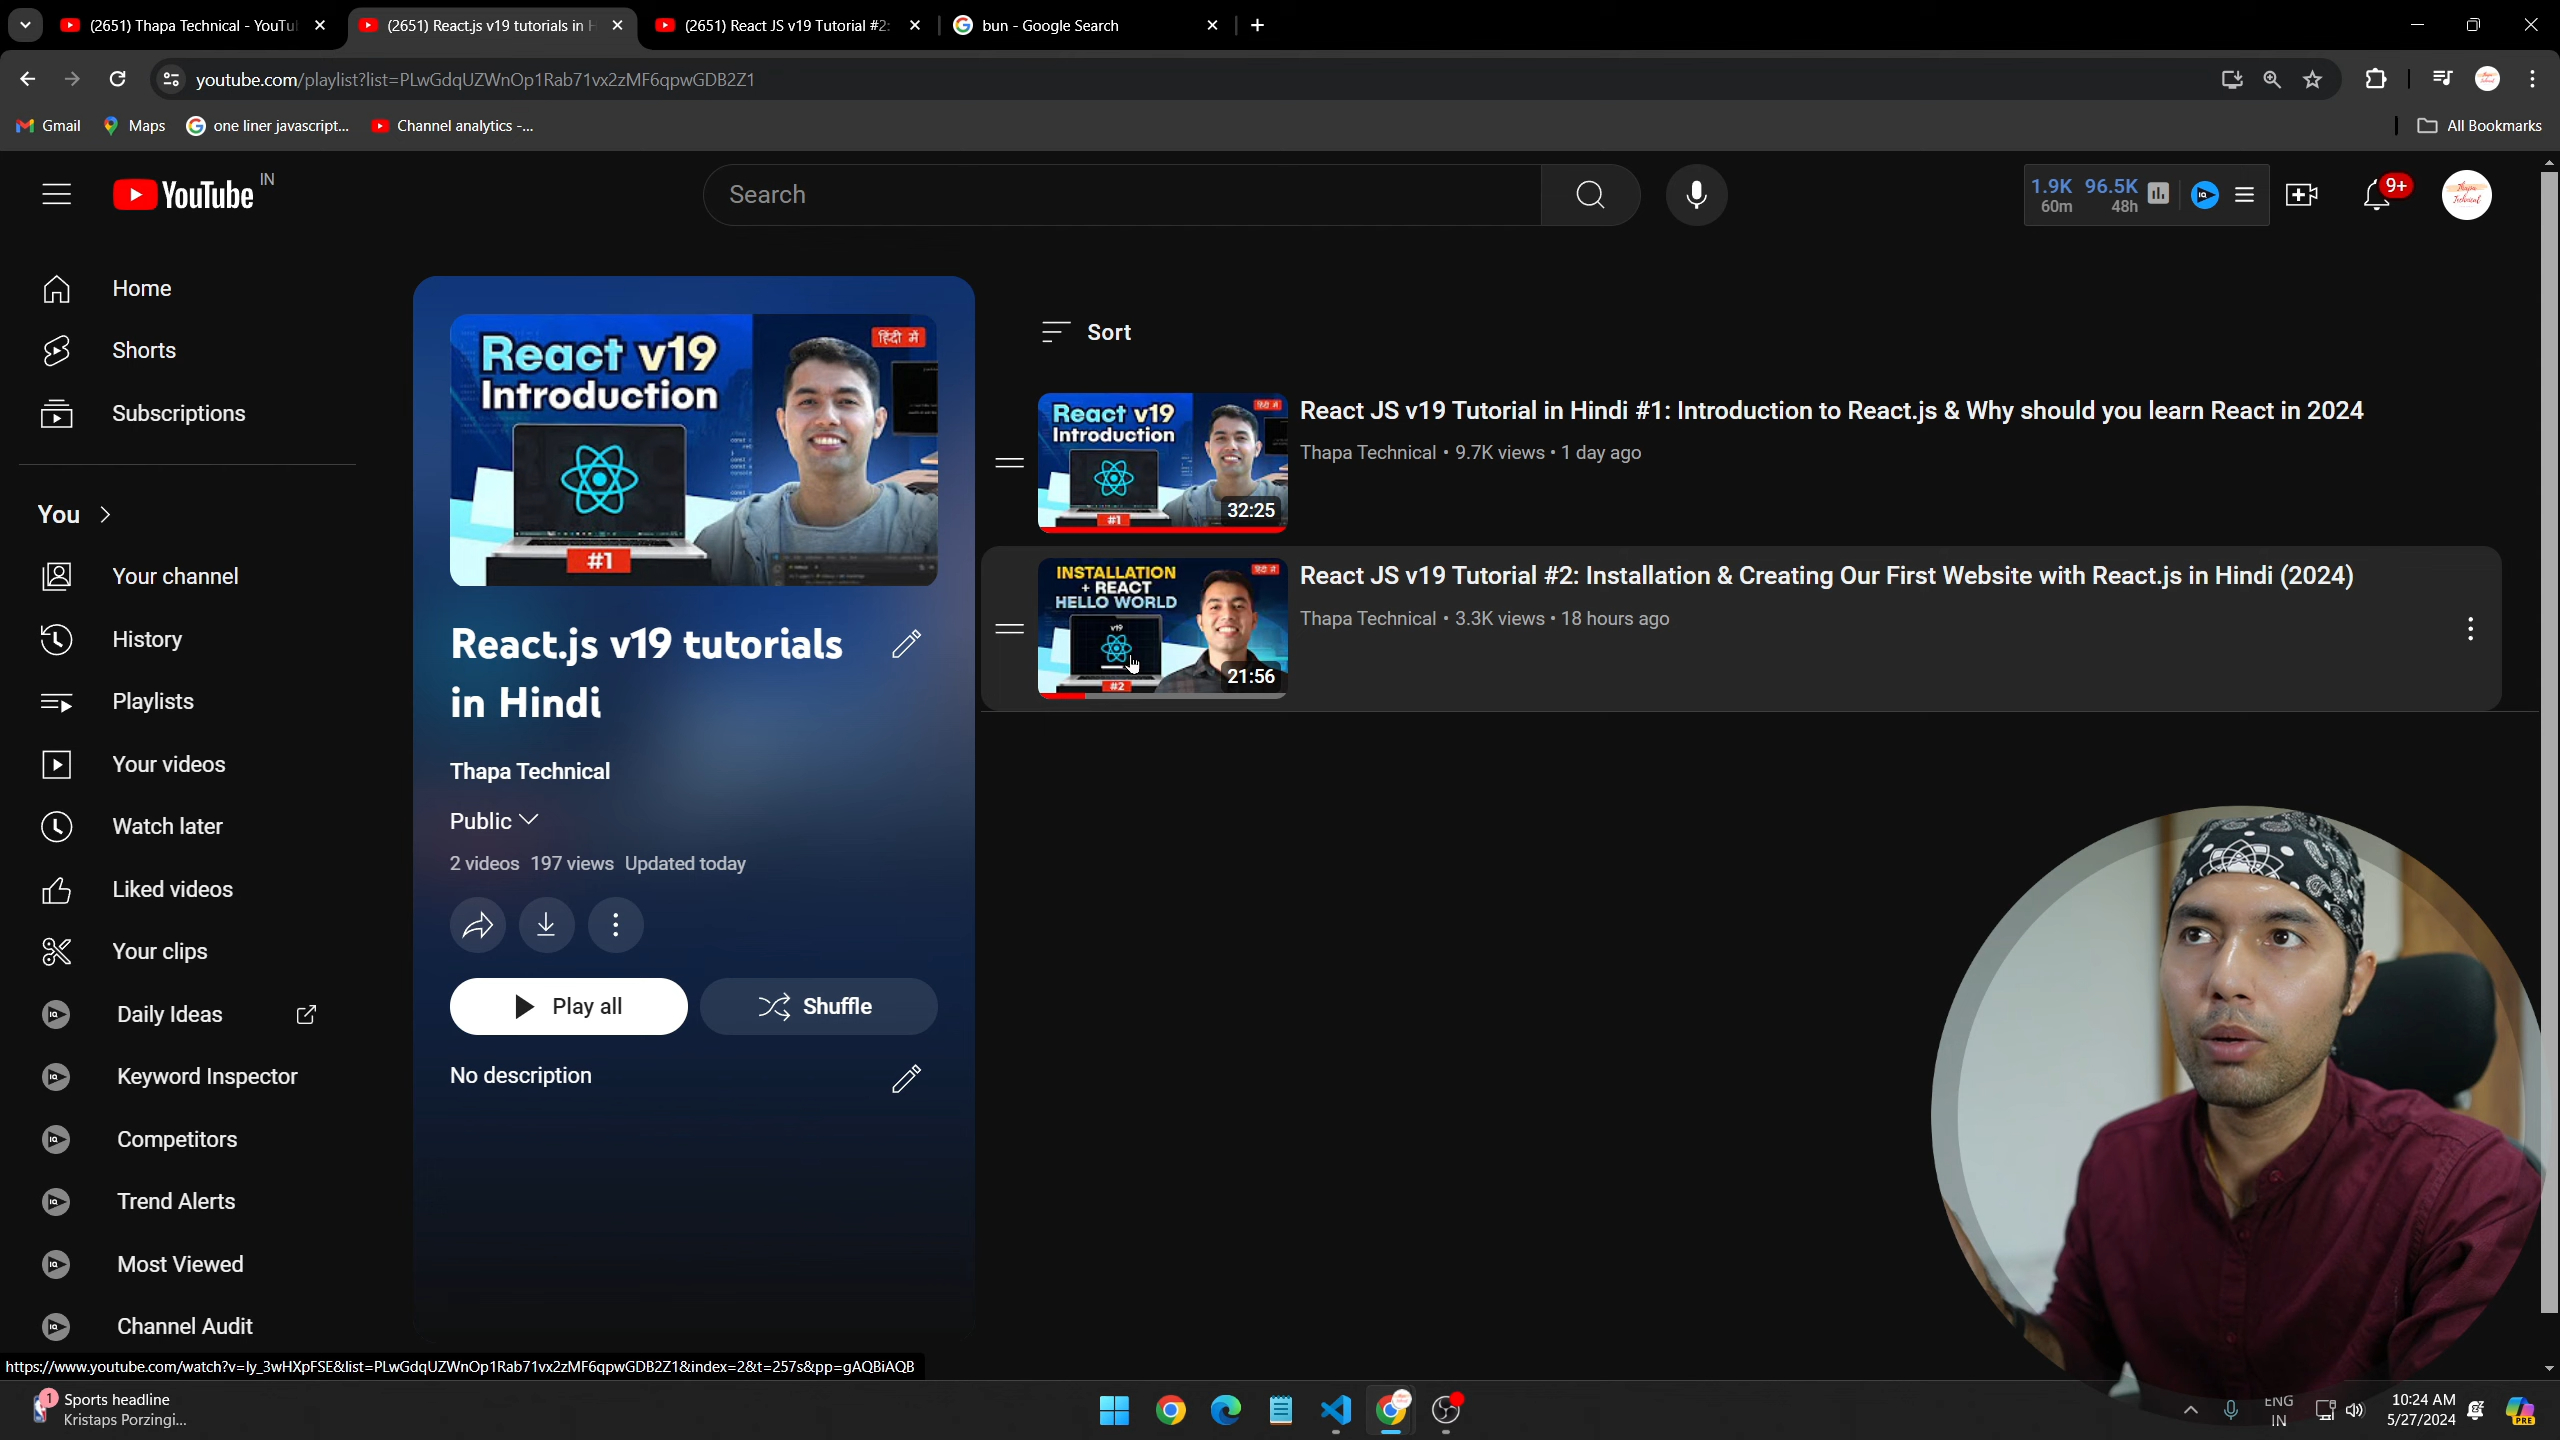 (2651) Thapa Technical - YouTu
(2651) React.js v19 tutorials in H
(2651) React JS v19 Tutorial #2:
bun - Google Search
youtube.com/playlist?list=PLwGdqUZWnOp1Rab71vx2zMF6qpwGDB2Z1
Gmail
Maps
one liner javascript...
Channel analytics -...
All Bookmarks
YouTube IN
Search
1.9K 96.5K
60m 48h
9+
Home
Shorts
Subscriptions
You
Your channel
History
Playlists
Your videos
Watch later
Liked videos
Your clips
Daily Ideas
Keyword Inspector
Competitors
Trend Alerts
Most Viewed
Channel Audit
React v19
Introduction
हिंदी में
#1
React.js v19 tutorials
in Hindi
Thapa Technical
Public
2 videos 197 views Updated today
Play all
Shuffle
No description
Sort
React v19
Introduction
#1
32:25
React JS v19 Tutorial in Hindi #1: Introduction to React.js & Why should you learn React in 2024
Thapa Technical • 9.7K views • 1 day ago
INSTALLATION
+ REACT
HELLO WORLD
v19
#2
21:56
React JS v19 Tutorial #2: Installation & Creating Our First Website with React.js in Hindi (2024)
Thapa Technical • 3.3K views • 18 hours ago
https://www.youtube.com/watch?v=Iy_3wHXpFSE&list=PLwGdqUZWnOp1Rab71vx2zMF6qpwGDB2Z1&index=2&t=257s&pp=gAQBiAQB
1
Sports headline
Kristaps Porzingi...
ENG
IN
10:24 AM
5/27/2024
PRE